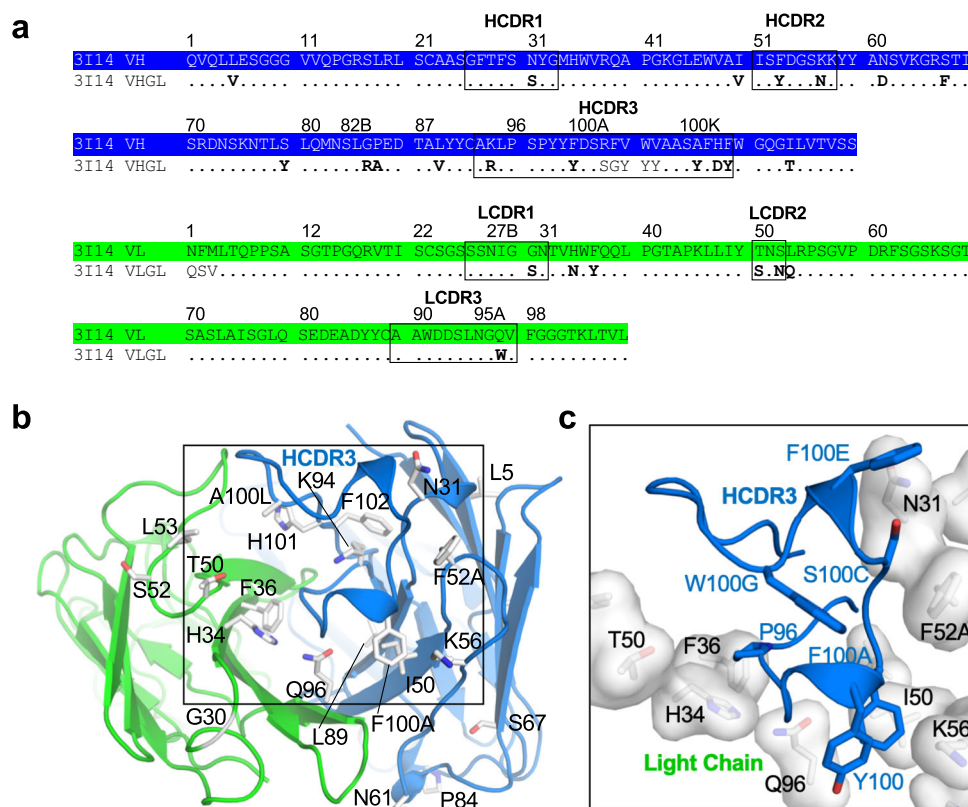 a
HCDR1 HCDR2
1 11 21 31 41 51 60
3I14 VH QVQLLESGGG VVQPGRSLRL SCAASGFTFS NYGMHWVRQA PGKGLEWVAI ISFDGSKKYY ANSVKGRSTI
3I14 VHGL ....V..... .......... .......... S......... .........V ..Y...N... .D.....F..
HCDR3
70 80 82B 87 96 100A 100K
3I14 VH SRDNSKNTLS LQMNSLGPED TALYYCAKLP SPYYFDSRFV WVAASAFHFW GQGILVTVSS
3I14 VHGL .........Y ......RA.. ..V.....R. ....Y..SGY YY....Y.DY. ...T......
LCDR1 LCDR2
1 12 22 27B 31 40 50 60
3I14 VL NFMLTQPPSA SGTPGQRVTI SCSGSSSNIG GNTVHWFQQL PGTAPKLLIY TNSLRPSGVP DRFSGSKSGT
3I14 VLGL QSV....... .......... .......... S...N.Y... .......... S.NQ...... ..........
LCDR3
70 80 90 95A 98
3I14 VL SASLAISGLQ SEDEADYYCA AWDDSLNGQV FGGGTKLTVL
3I14 VLGL .......... .......... ........W. ..........
b
HCDR3
K94
N31
L5
A100L
F102
L53
H101
T50
F52A
S52
F36
H34
K56
Q96
I50
G30
F100A
L89
S67
N61
P84
c
F100E
HCDR3
N31
W100G
S100C
T50
P96
F52A
F36
F100A
H34
I50
K56
Light Chain
Q96
Y100